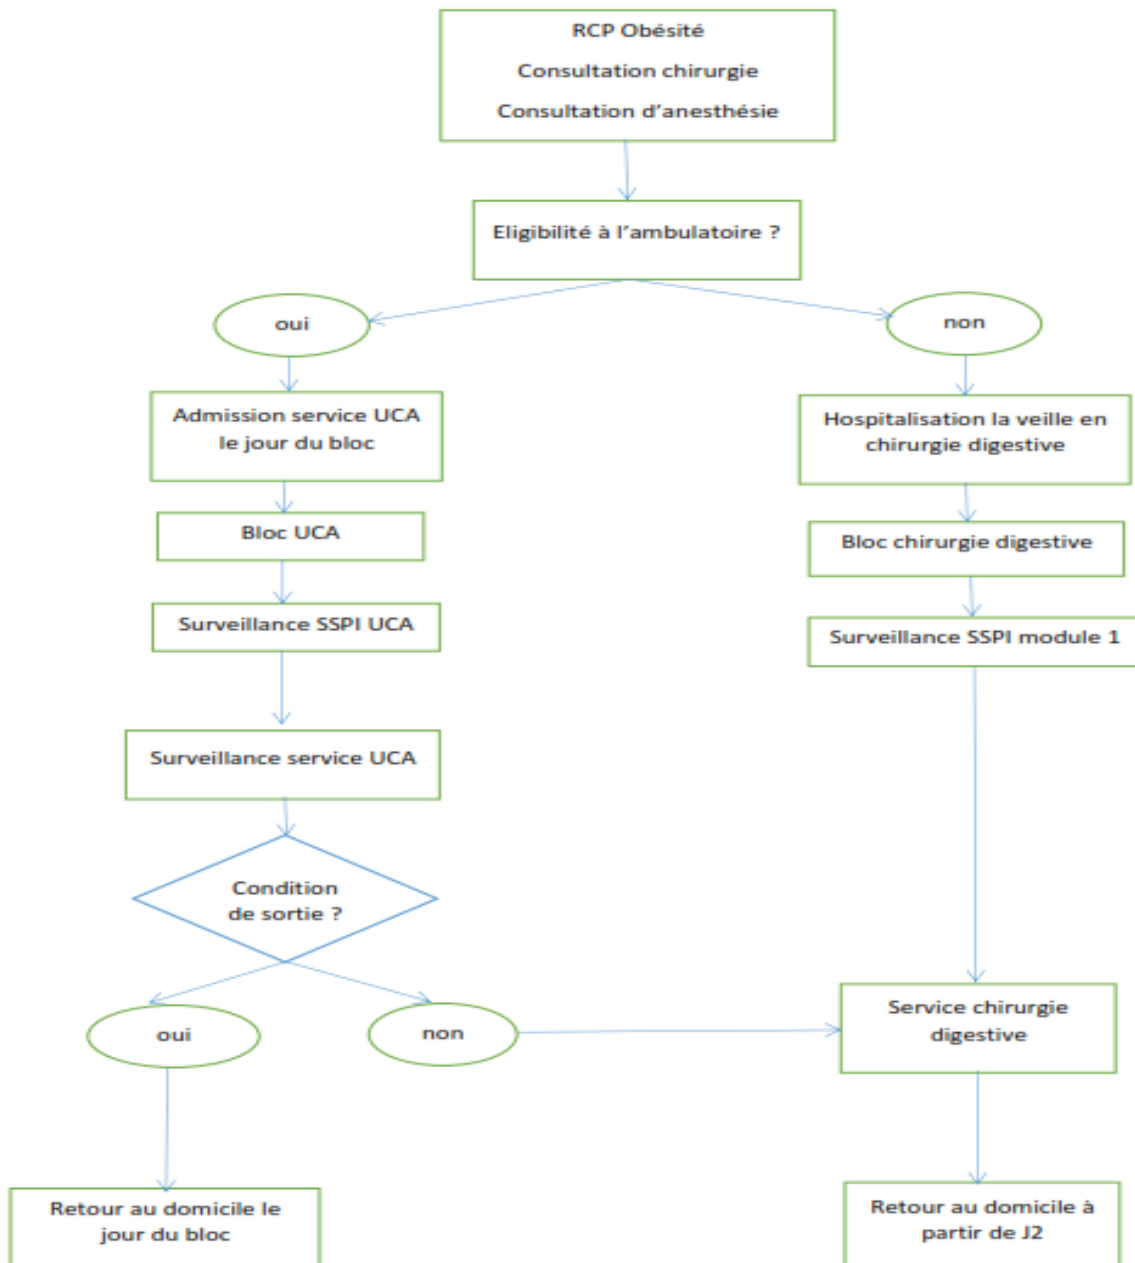 RCP Obésité
Consultation chirurgie
Consultation d'anesthésie
Eligibilité à l'ambulatoire ?
oui
non
Admission service UCA
le jour du bloc
Hospitalisation la veille en
chirurgie digestive
Bloc UCA
Bloc chirurgie digestive
Surveillance SSPI UCA
Surveillance SSPI module 1
Surveillance service UCA
Condition
de sortie ?
oui
non
Service chirurgie
digestive
Retour au domicile le
jour du bloc
Retour au domicile à
partir de J2